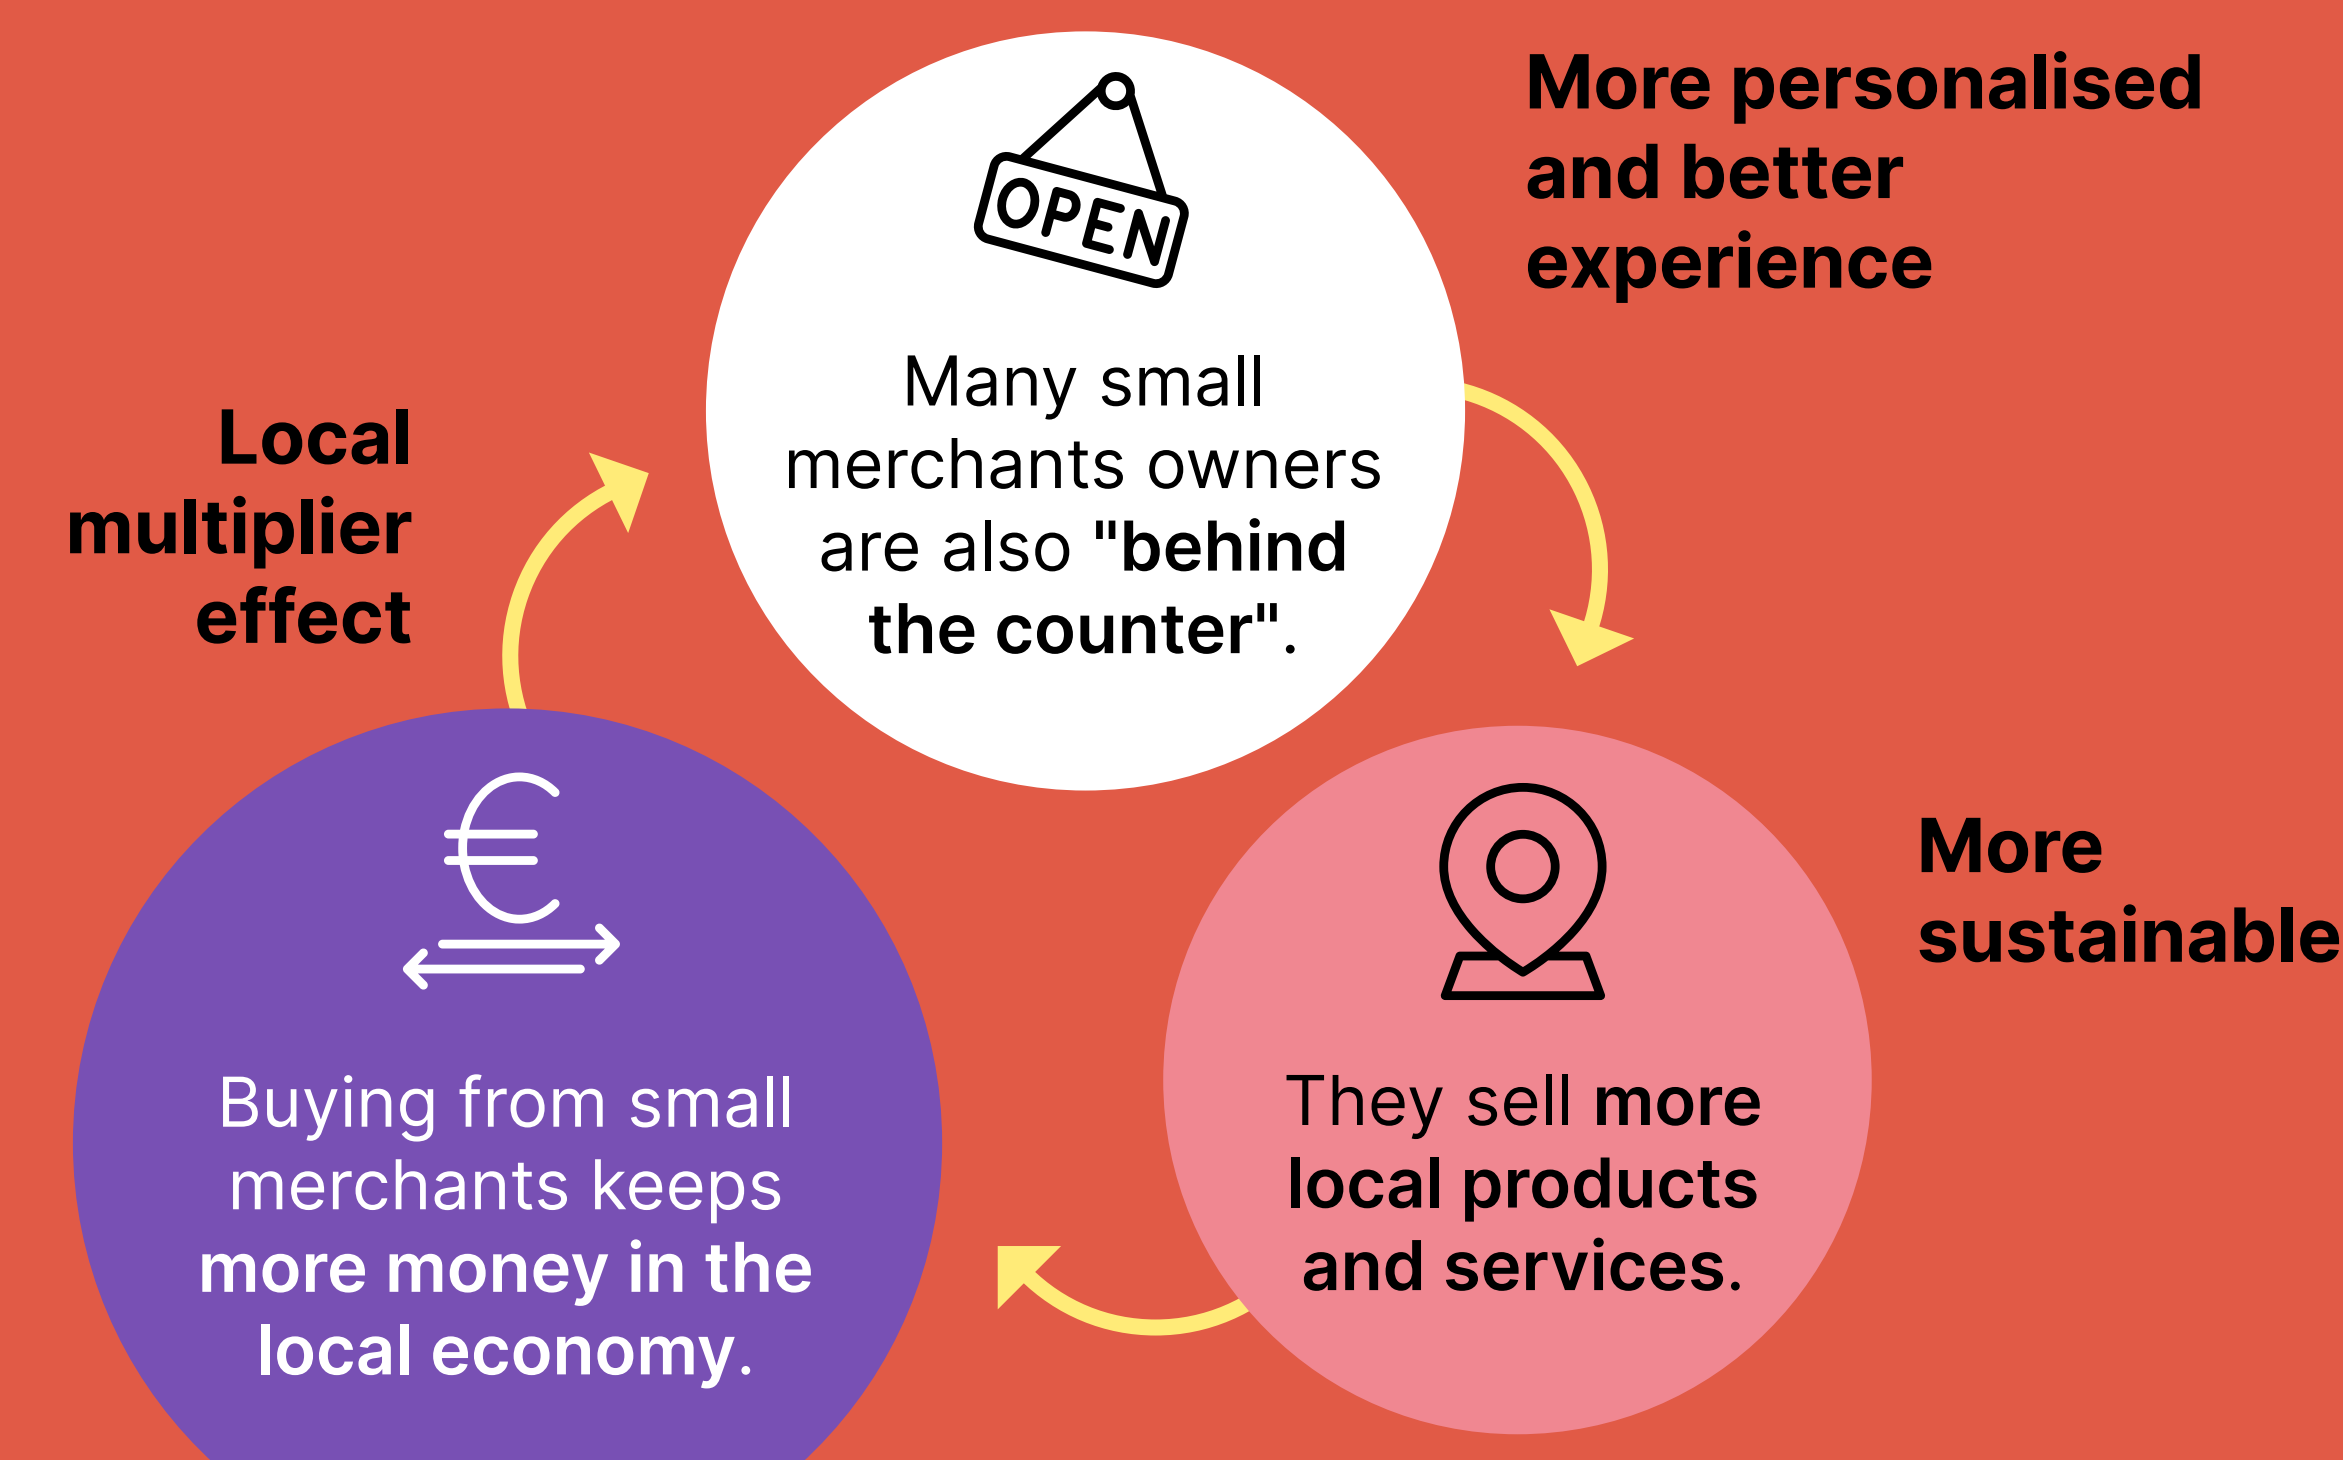 OPEN
Many small
merchants owners
are also "behind
the counter".
More personalised
and better
experience
They sell more
local products
and services.
More
sustainable
Buying from small
merchants keeps
more money in the
local economy.
Local
multiplier
effect